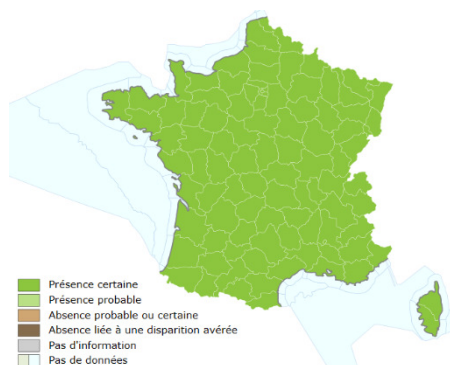 Présence certaine
Présence probable
Absence probable ou certaine
Absence liée à une disparition avérée
Pas d'information
Pas de données